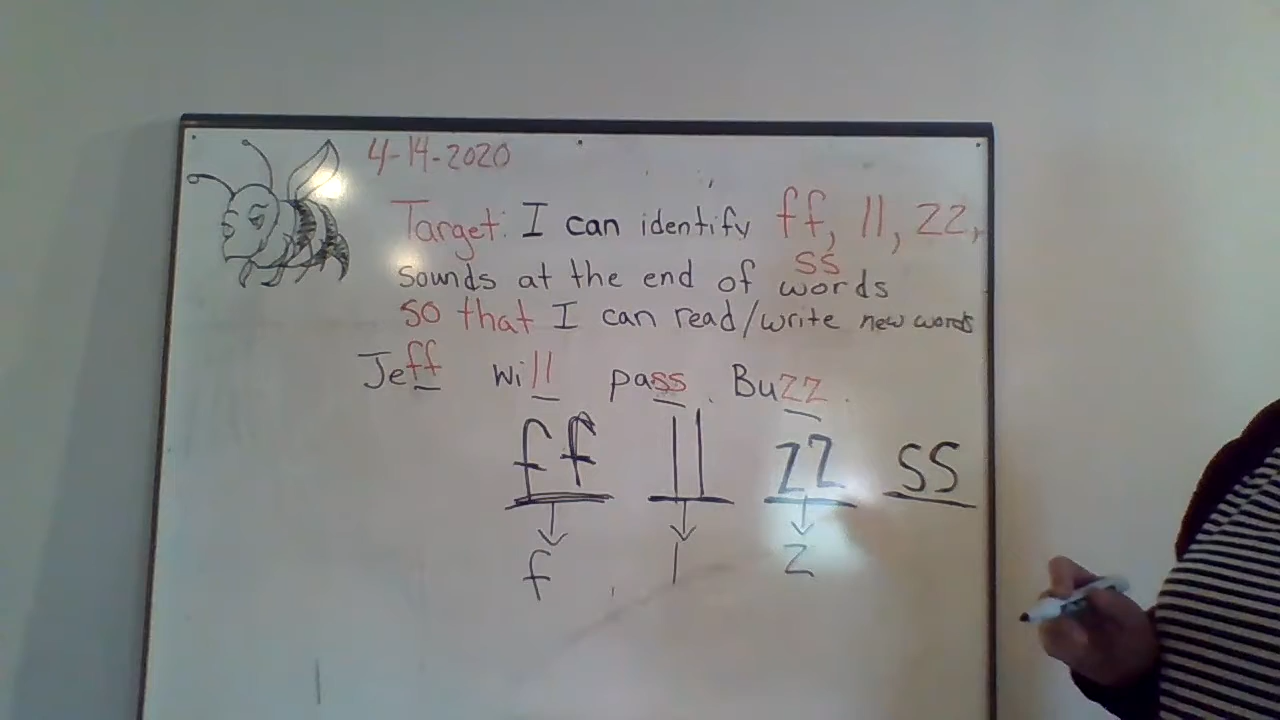 4-14-2020
Target: I can identify ff, ll, zz,
ss
sounds at the end of words
so that I can read/write new words
Jeff will pass Buzz.
ff ll zz ss
f l z